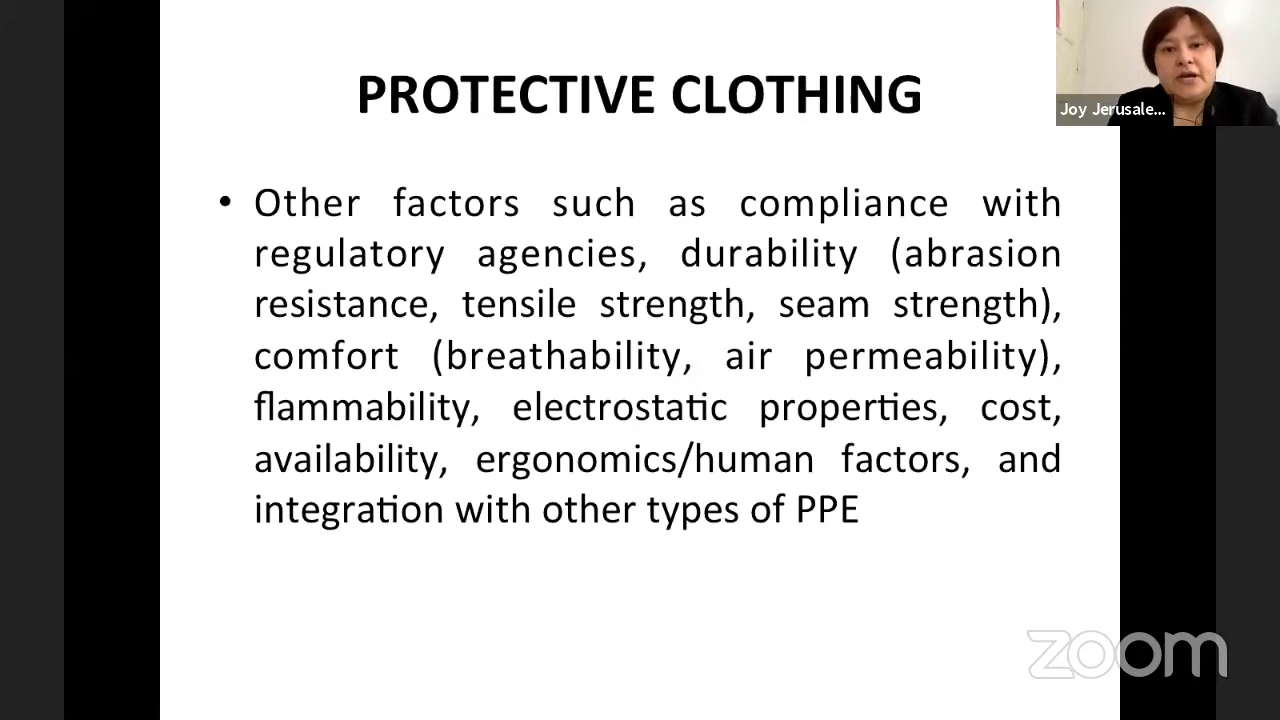 PROTECTIVE CLOTHING
Joy Jerusale...
• Other factors such as compliance with
regulatory agencies, durability (abrasion
resistance, tensile strength, seam strength),
comfort (breathability, air permeability),
flammability, electrostatic properties, cost,
availability, ergonomics/human factors, and
integration with other types of PPE
zoom